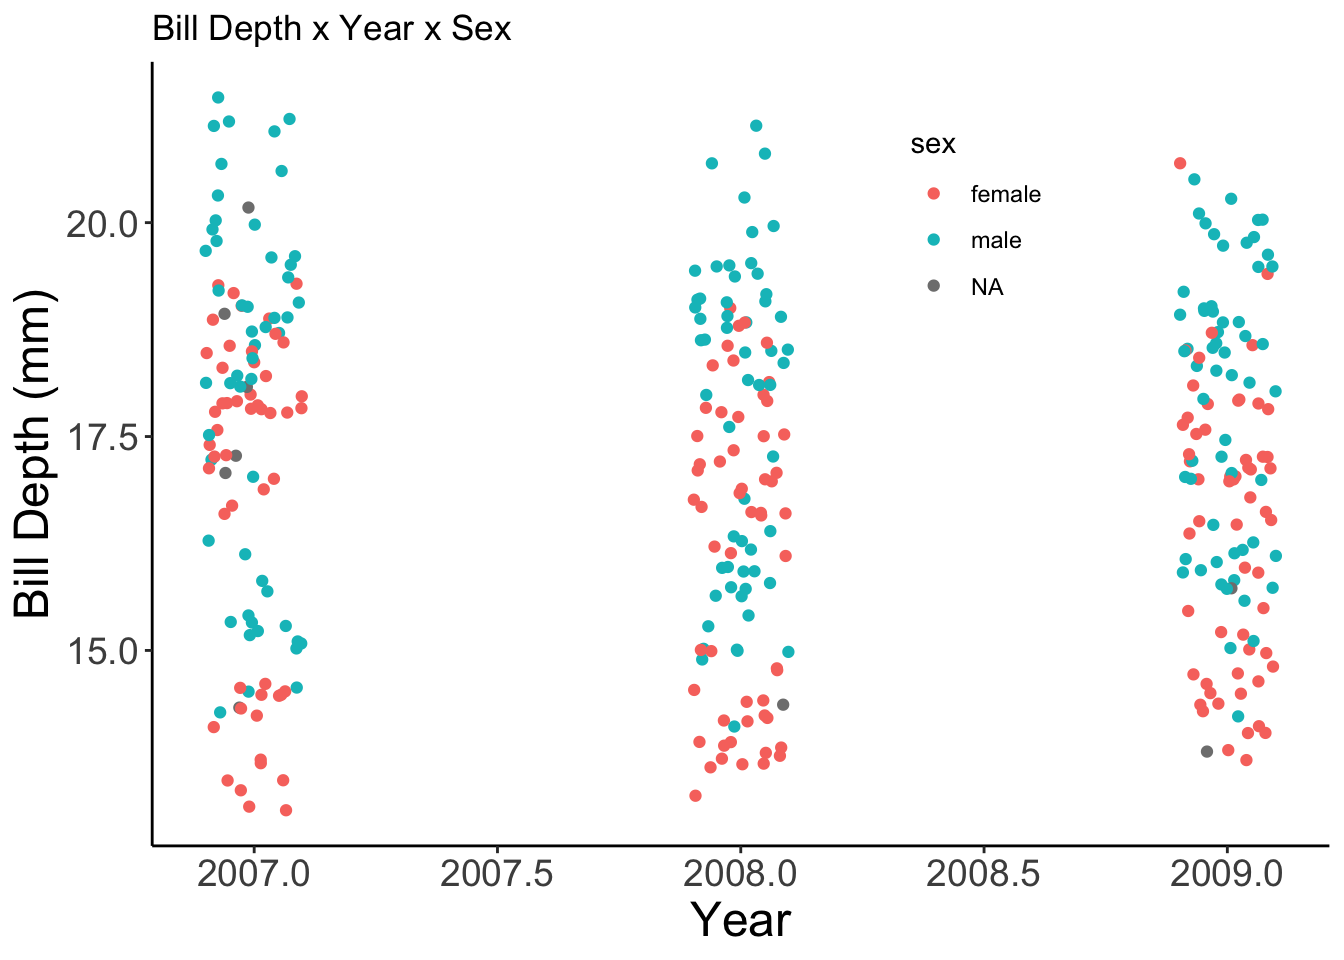 Bill Depth x Year x Sex
Bill Depth (mm)
20.0
17.5
15.0
sex
female
male
NA
2007.0 2007.5 2008.0 2008.5 2009.0
Year